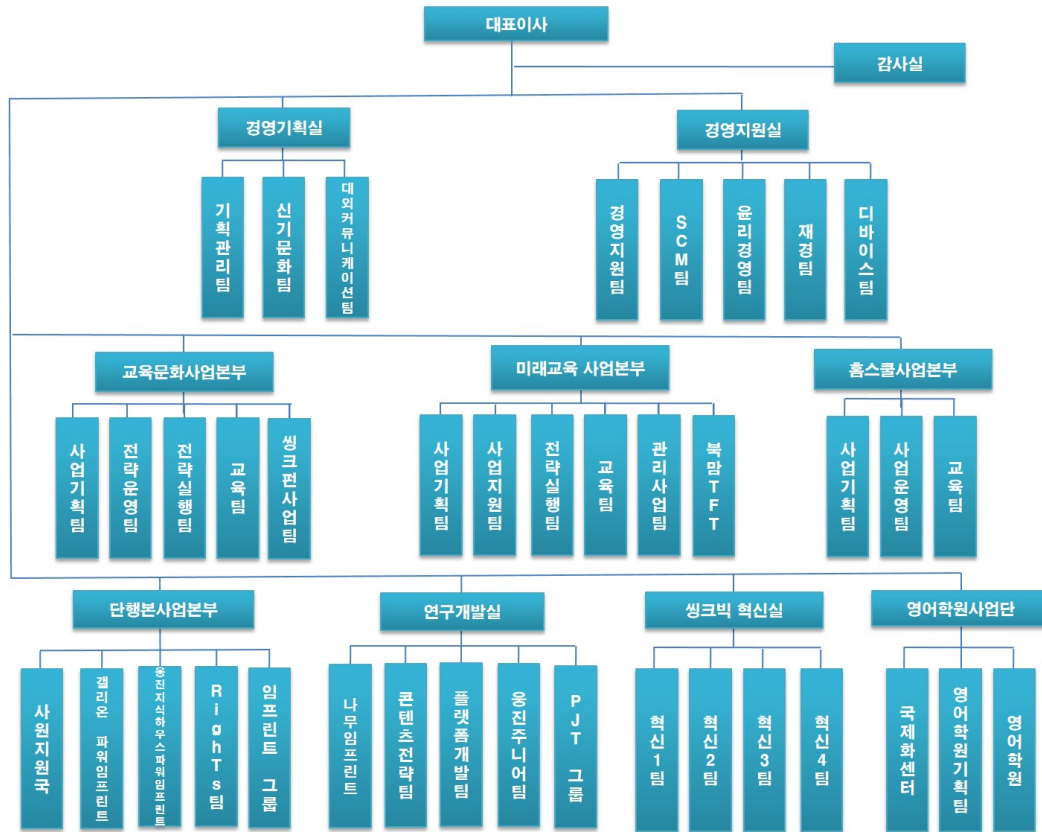 대표이사
감사실
경영기획실
경영지원실
기획관리팀
신기문화팀
대외커뮤니케이션팀
경영지원팀
SCM팀
윤리경영팀
재경팀
디바이스팀
교육문화사업본부
미래교육 사업본부
홈스쿨사업본부
사업기획팀
전략운영팀
전략실행팀
교육팀
씽크펀사업팀
사업기획팀
사업지원팀
전략실행팀
교육팀
관리사업팀
북맘TFT
사업기획팀
사업운영팀
교육팀
단행본사업본부
연구개발실
씽크빅 혁신실
영어학원사업단
사원지원국
갤리온 파워임프린트
웅진지식하우스파워임프린트
RighTs팀
임프린트 그룹
나무임프린트
콘텐츠전략팀
플랫폼개발팀
웅진주니어팀
PJT 그룹
혁신1팀
혁신2팀
혁신3팀
혁신4팀
국제화센터
영어학원기획팀
영어학원